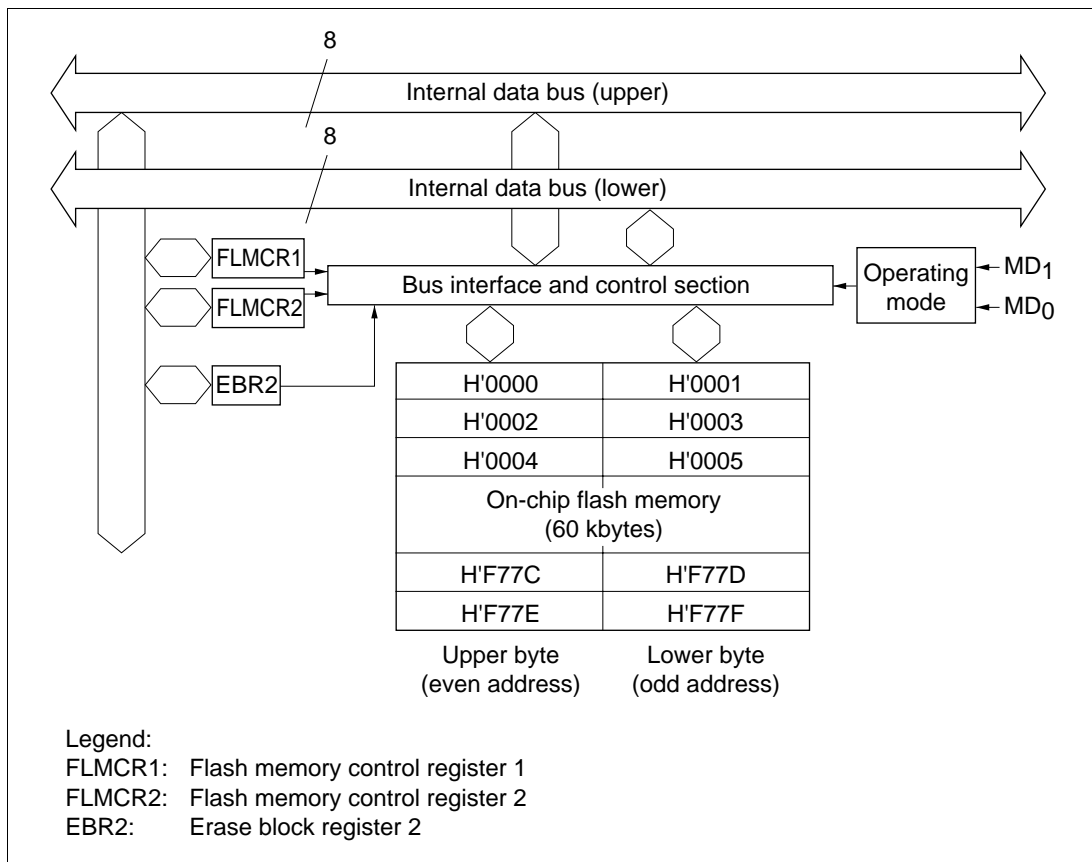 8
Internal data bus (upper)
8
Internal data bus (lower)
FLMCR1
FLMCR2
EBR2
Bus interface and control section
Operating
mode
MD1
MD0
H'0000 H'0001
H'0002 H'0003
H'0004 H'0005
On-chip flash memory
(60 kbytes)
H'F77C H'F77D
H'F77E H'F77F
Upper byte
(even address)
Lower byte
(odd address)
Legend:
FLMCR1: Flash memory control register 1
FLMCR2: Flash memory control register 2
EBR2: Erase block register 2